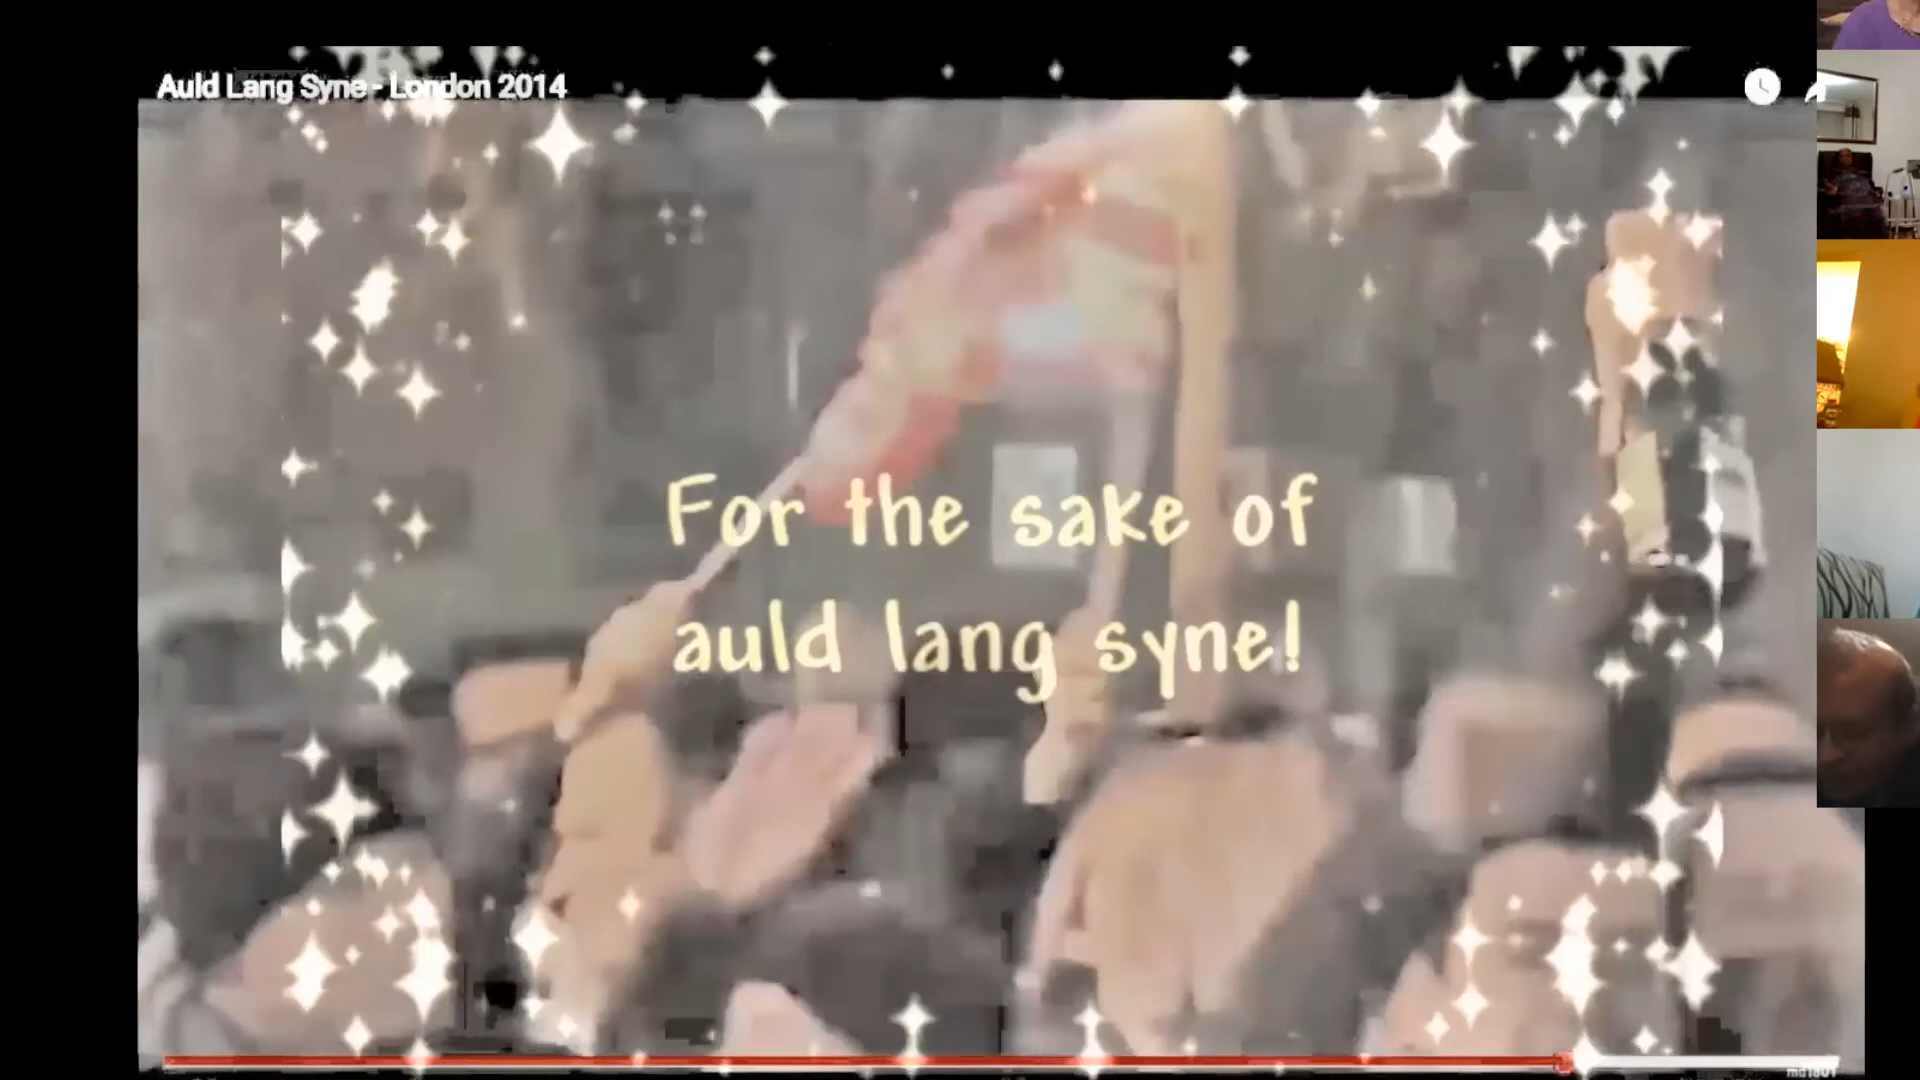 Auld Lang Syne - London 2014
For the sake of
auld lang syne!